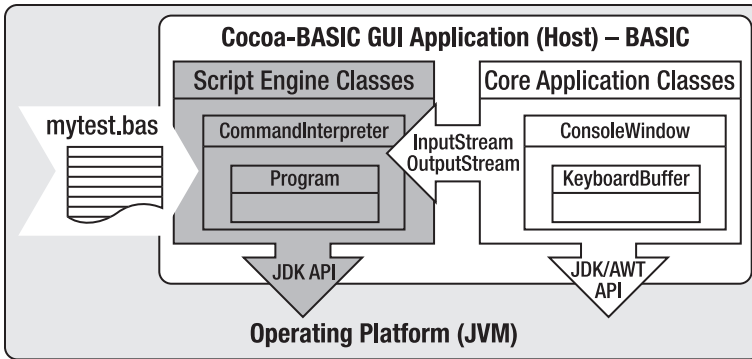 Cocoa-BASIC GUI Application (Host) – BASIC
Script Engine Classes
Core Application Classes
mytest.bas
CommandInterpreter
Program
InputStream
OutputStream
ConsoleWindow
KeyboardBuffer
JDK API
JDK/AWT
API
Operating Platform (JVM)